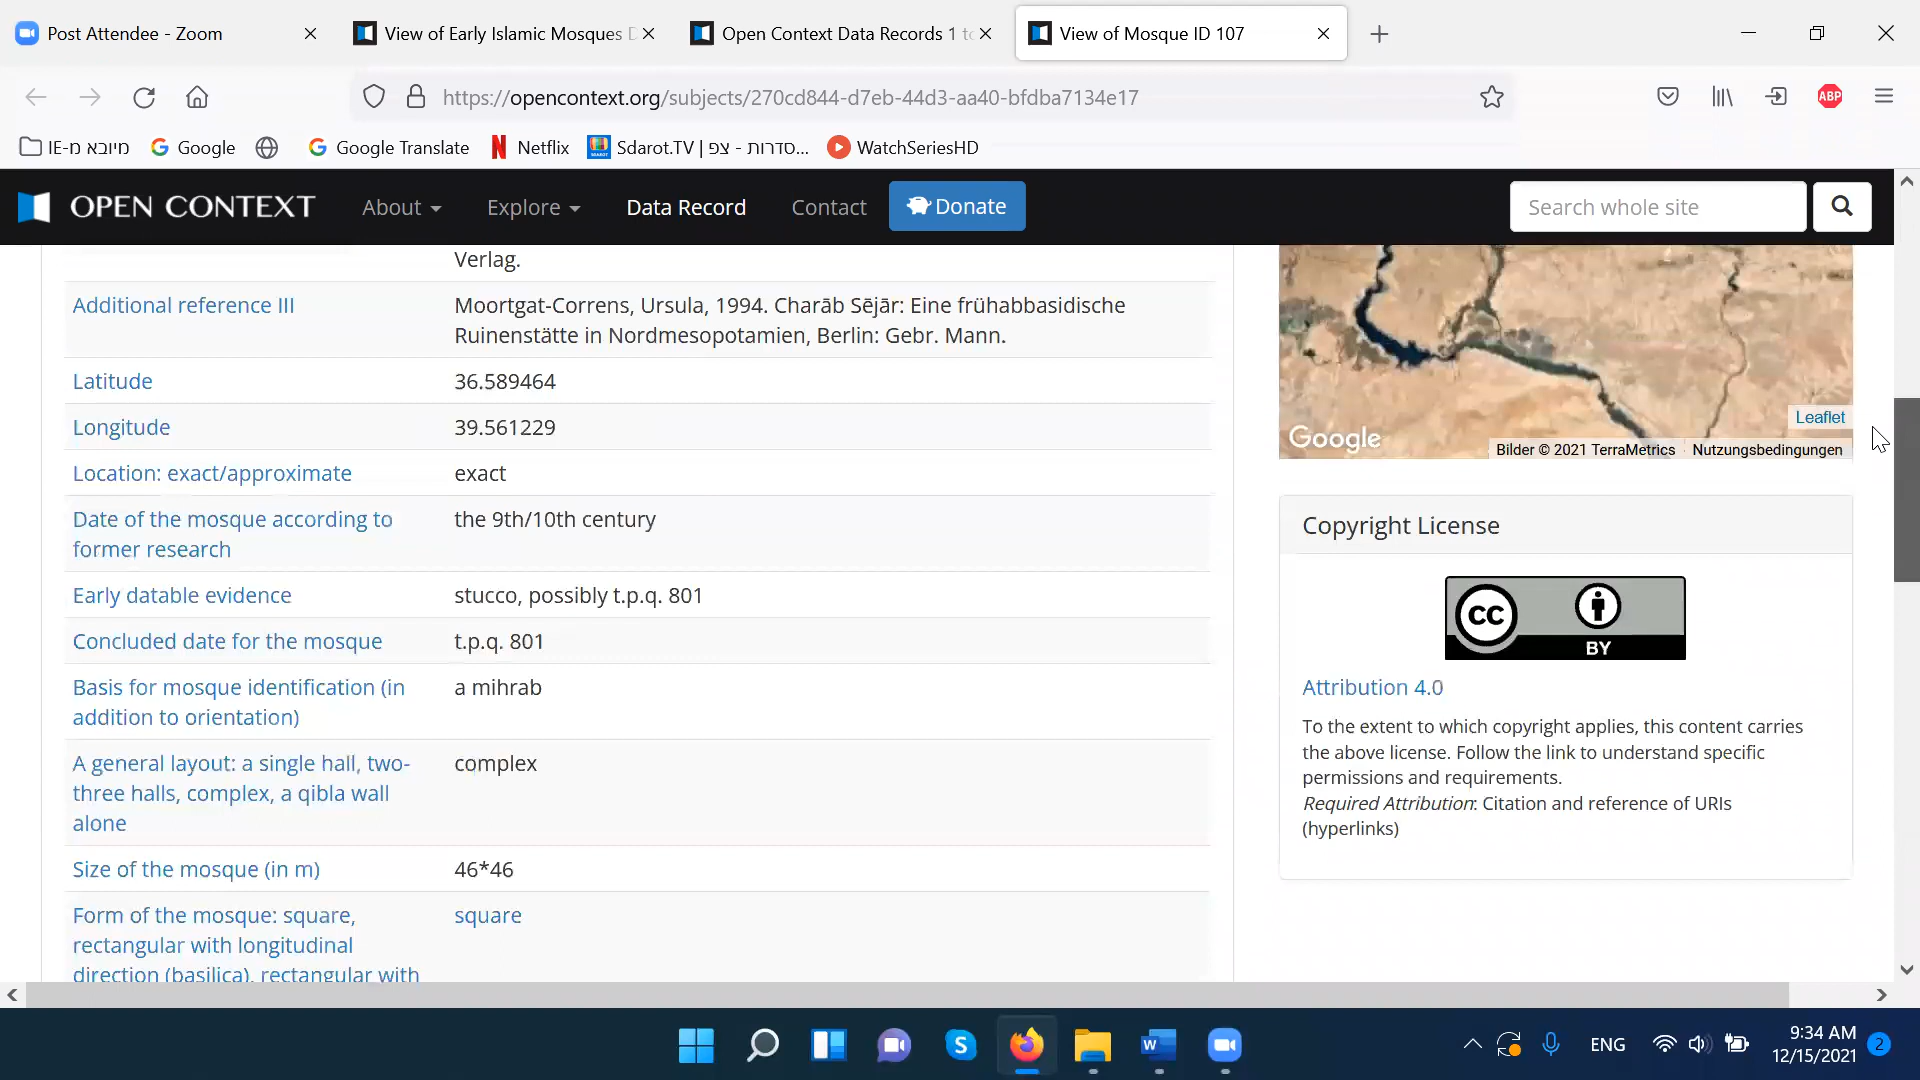 Post Attendee - Zoom
View of Early Islamic Mosques
Open Context Data Records 1 to
View of Mosque ID 107
https://opencontext.org/subjects/270cd844-d7eb-44d3-aa40-bfdba7134e17
ABP
מיובא מ-IE
Google
Google Translate
Netflix
Sdarot.TV | סדרות - צפ...
WatchSeriesHD
OPEN CONTEXT
About
Explore
Data Record
Contact
Donate
Search whole site
Verlag.
Additional reference III
Moortgat-Correns, Ursula, 1994. Charāb Sējār: Eine frühabbasidische
Ruinenstätte in Nordmesopotamien, Berlin: Gebr. Mann.
Latitude
36.589464
Longitude
39.561229
Location: exact/approximate
exact
Date of the mosque according to
former research
the 9th/10th century
Early datable evidence
stucco, possibly t.p.q. 801
Concluded date for the mosque
t.p.q. 801
Basis for mosque identification (in
addition to orientation)
a mihrab
A general layout: a single hall, two-
three halls, complex, a qibla wall
alone
complex
Size of the mosque (in m)
46*46
Form of the mosque: square,
rectangular with longitudinal
direction (basilica), rectangular with
square
Google
Leaflet
Bilder © 2021 TerraMetrics
Nutzungsbedingungen
Copyright License
CC
BY
Attribution 4.0
To the extent to which copyright applies, this content carries
the above license. Follow the link to understand specific
permissions and requirements.
Required Attribution: Citation and reference of URIs
(hyperlinks)
ENG
9:34 AM
12/15/2021
2